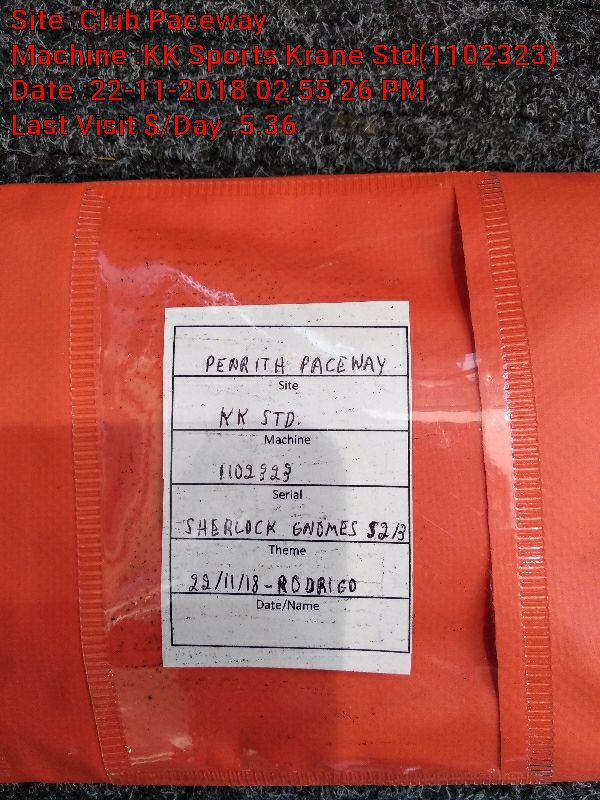 Site :Club Paceway
Machine :KK Sports Krane Std(1102323)
Date :22-11-2018 02:55:26 PM
Last Visit $/Day :5.36
PENRITH PACEWAY
Site
KK STD.
Machine
1102323
Serial
SHERLOCK GNOMES $2/3
Theme
22/11/18-RODRIGO
Date/Name